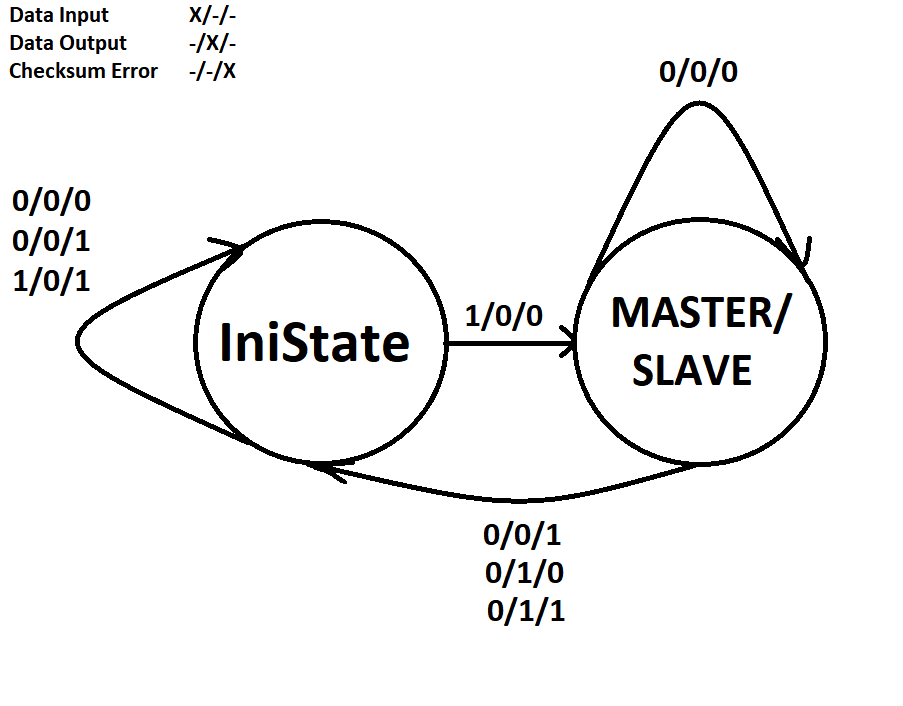 Data Input X/-/-
Data Output -/X/-
Checksum Error -/-/X
0/0/0
0/0/0
0/0/1
1/0/1
IniState
1/0/0
MASTER/
SLAVE
0/0/1
0/1/0
0/1/1